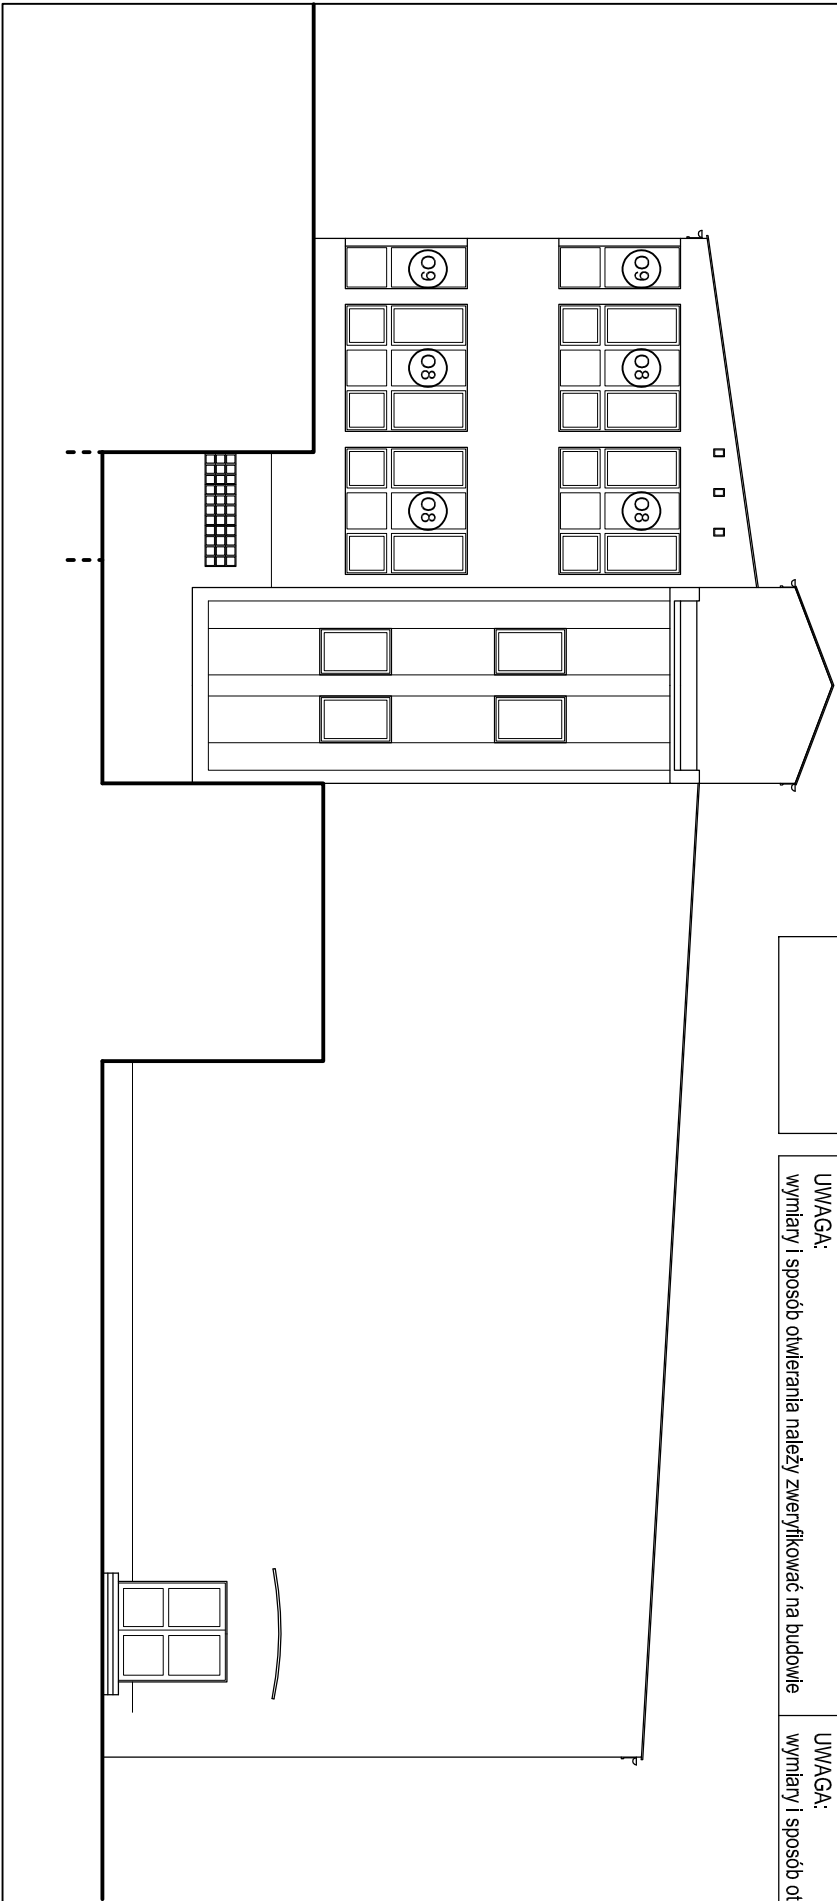 UWAGA:
wymiary i sposób otwierania należy zweryfikować na budowie
UWAGA:
wymiary i sposób
O9 O8 O8
O9 O8 O8